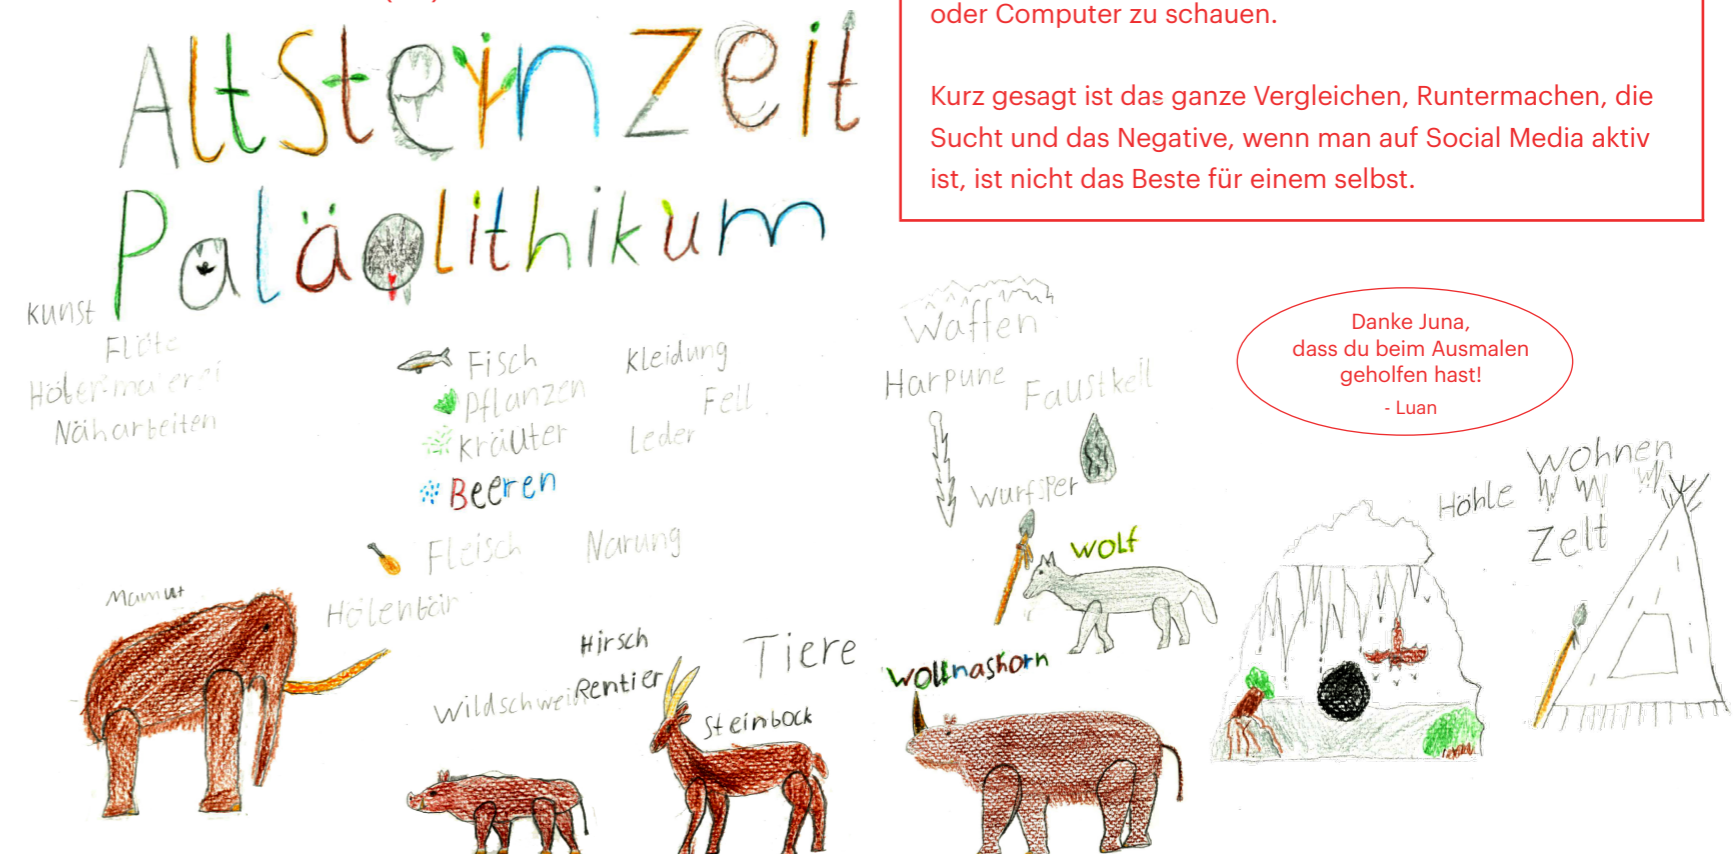 oder Computer zu schauen.
Kurz gesagt ist das ganze Vergleichen, Runtermachen, die
Sucht und das Negative, wenn man auf Social Media aktiv
ist, ist nicht das Beste für einem selbst.
Altsteinzeit
Paläolithikum
Kunst
Flöte
Näharbeiten
Fisch
Pflanzen
Kräuter
Beeren
Fleisch
Narung
Kleidung
Fell
Leder
Waffen
Harpune
Faustkeil
Wurfsper
Danke Juna,
dass du beim Ausmalen
geholfen hast!
- Luan
Wohnen
Höhle
Zelt
Mamut
Hölenbär
Wildschwein
Hirsch
Rentier
Tiere
Steinbock
Wolf
Wollnashorn